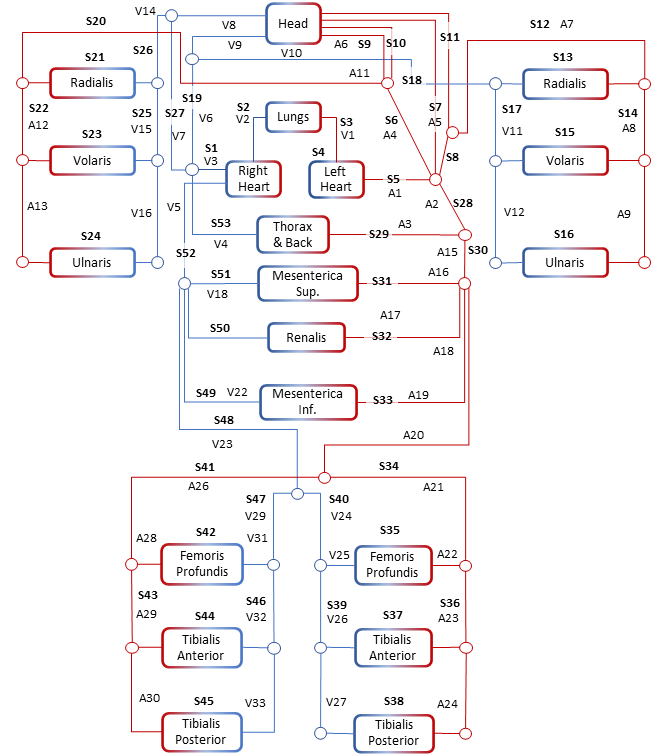 S20
V14
V8
Head
S12
A7
V9
A6
S9
S10
S11
S21
S26
V10
A11
S18
S13
Radialis
Radialis
S22
A12
S25
V15
S27
V7
S19
V6
S2
V2
Lungs
S3
V1
S6
A4
S7
A5
S17
V11
S14
A8
S23
Volaris
S1
V3
S4
S8
S15
Volaris
Right
Heart
Left
Heart
S5
A1
A13
V16
V5
A2
S28
V12
A9
S24
Ulnaris
S53
V4
Thorax
& Back
S29
A3
S16
Ulnaris
S52
A15
S30
S51
V18
Mesenterica
Sup.
S31
A16
A17
S50
Renalis
S32
A18
S49
V22
Mesenterica
Inf.
S33
A19
S48
V23
A20
S41
A26
S34
A21
S47
V29
S40
V24
A28
S42
V31
Femoris
Profundis
V25
S35
Femoris
Profundis
A22
S43
A29
S44
Tibialis
Anterior
S46
V32
S39
V26
S37
Tibialis
Anterior
S36
A23
A30
S45
Tibialis
Posterior
V33
V27
S38
Tibialis
Posterior
A24